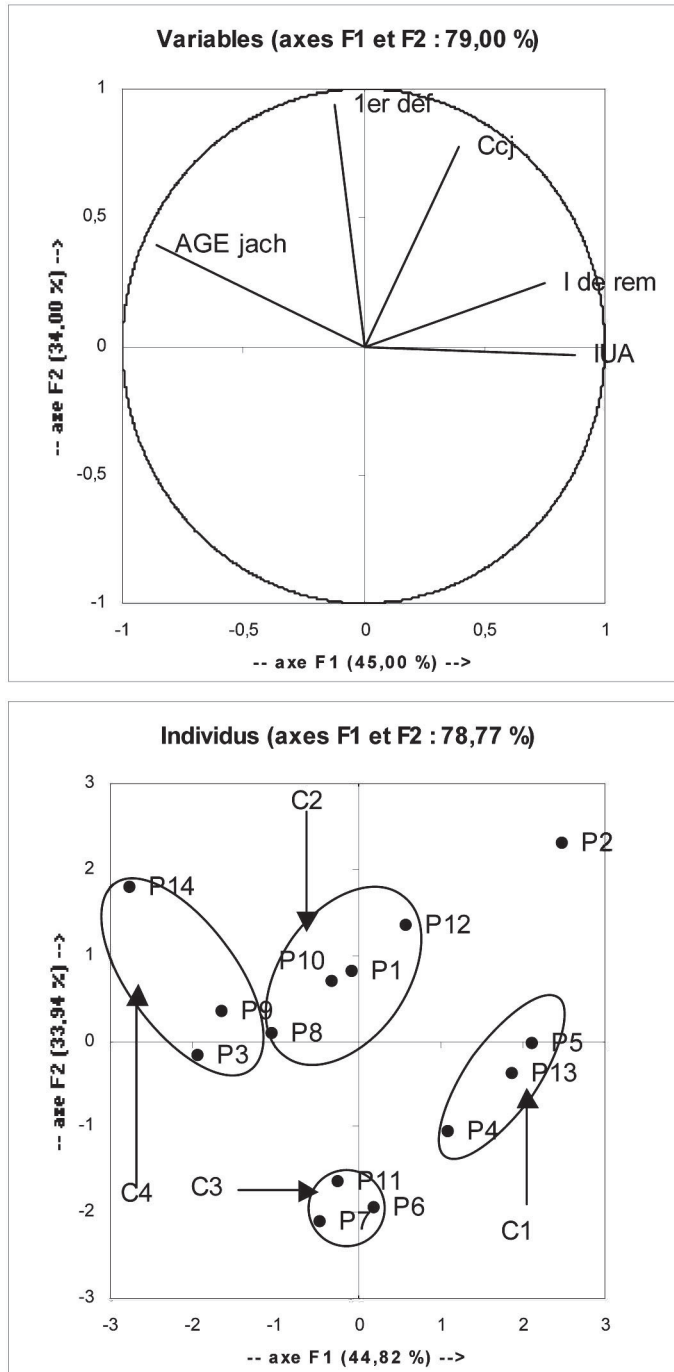 Variables (axes F1 et F2 : 79,00 %)
1
1er déf
Ccj
0,5
AGE jach
I de rem
0
IUA
-- axe F2 (34,00 %) -->
-0,5
-1
-1 -0,5 0 0,5 1
-- axe F1 (45,00 %) -->
Individus (axes F1 et F2 : 78,77 %)
3
C2
P2
2
P14
P12
1
P10 P1
P9
P8
0
P3
P5
P13
-- axe F2 (33,94 %) -->
-1
P4
C4
C3
P11
-2
P7 P6
C1
-3
-3 -2 -1 0 1 2 3
-- axe F1 (44,82 %) -->